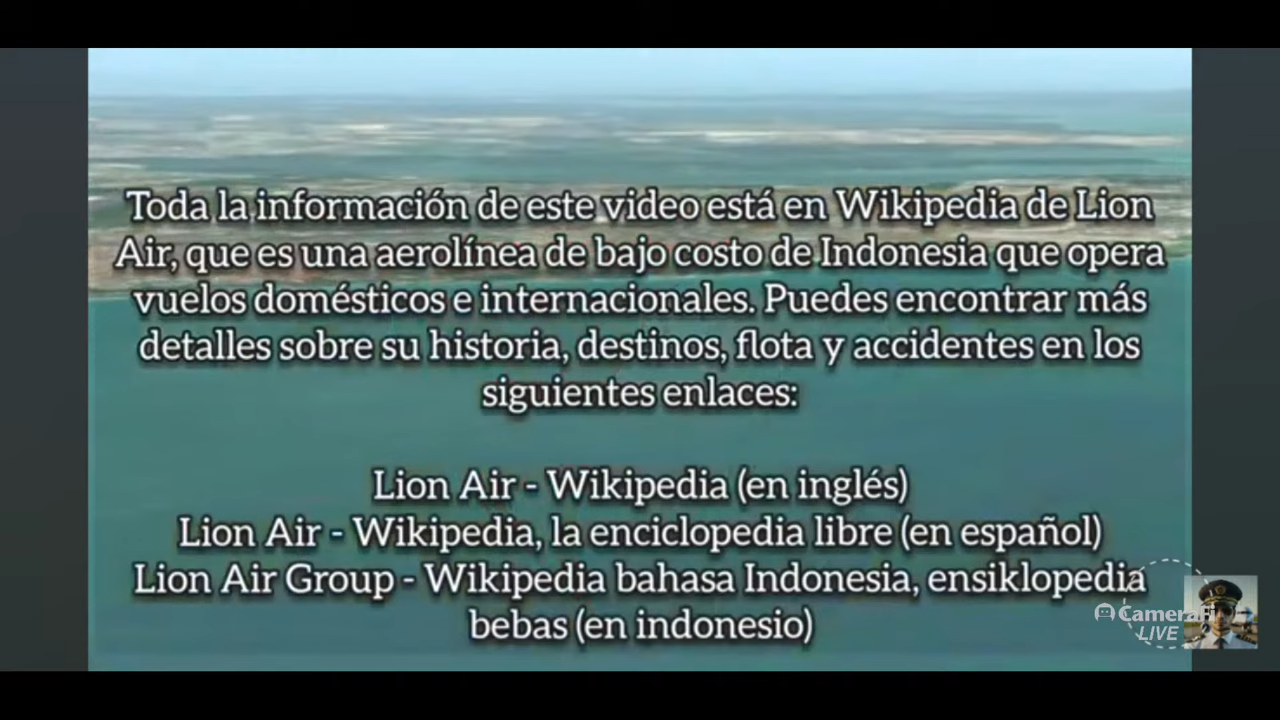 Toda la información de este video está en Wikipedia de Lion
Air, que es una aerolínea de bajo costo de Indonesia que opera
vuelos domésticos e internacionales. Puedes encontrar más
detalles sobre su historia, destinos, flota y accidentes en los
siguientes enlaces:
Lion Air - Wikipedia (en inglés)
Lion Air - Wikipedia, la enciclopedia libre (en español)
Lion Air Group - Wikipedia bahasa Indonesia, ensiklopedia
bebas (en indonesio)
CameraFi
LIVE